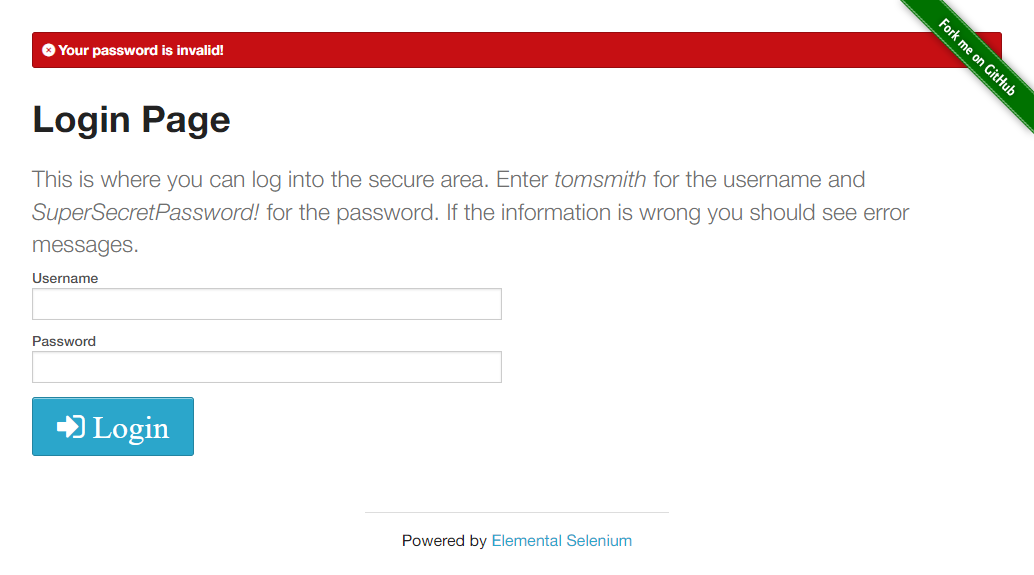 Your password is invalid!
Fork me on GitHub
Login Page
This is where you can log into the secure area. Enter tomsmith for the username and
SuperSecretPassword! for the password. If the information is wrong you should see error
messages.
Username
Password
Login
Powered by Elemental Selenium